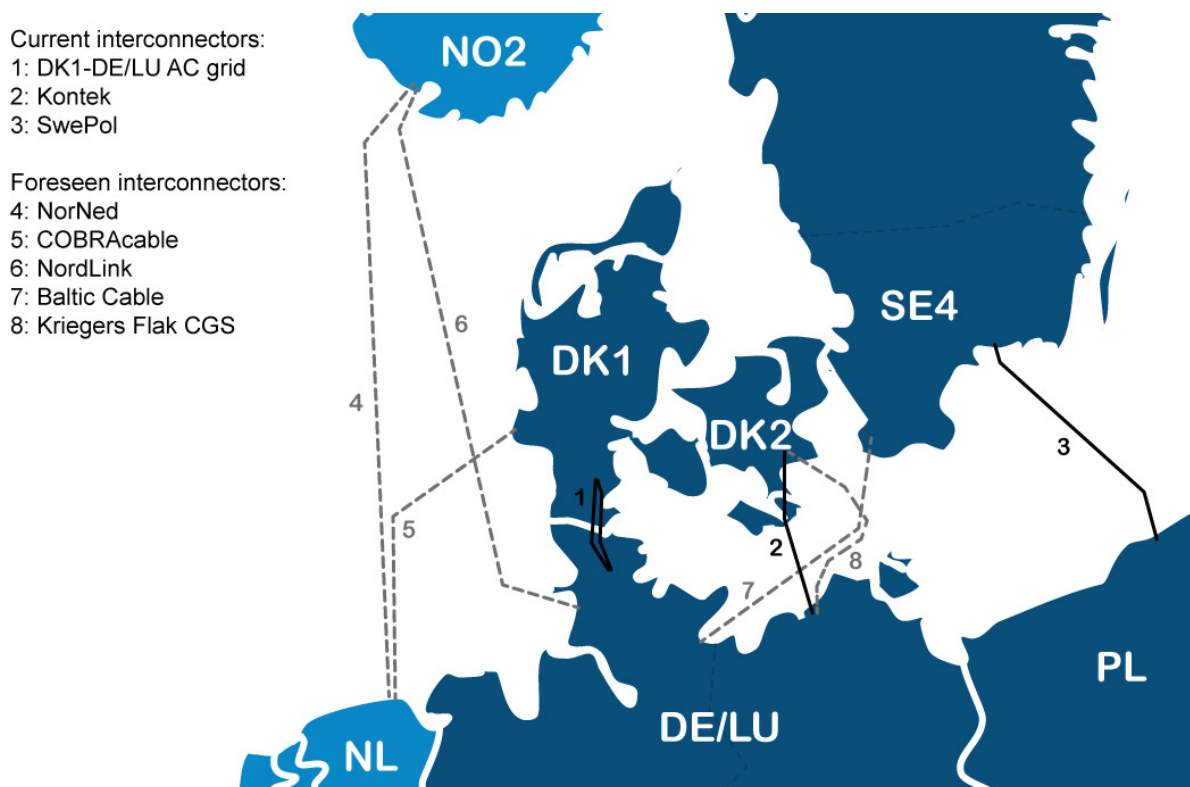 Current interconnectors:
1: DK1-DE/LU AC grid
2: Kontek
3: SwePol
Foreseen interconnectors:
4: NorNed
5: COBRAcable
6: NordLink
7: Baltic Cable
8: Kriegers Flak CGS
NO2
SE4
6
DK1
4
DK2
3
1
5
2
8
7
PL
DE/LU
NL